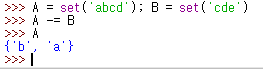 >>> A = set('abcd'); B = set('cde')
>>> A -= B
>>> A
{'b', 'a'}
>>>